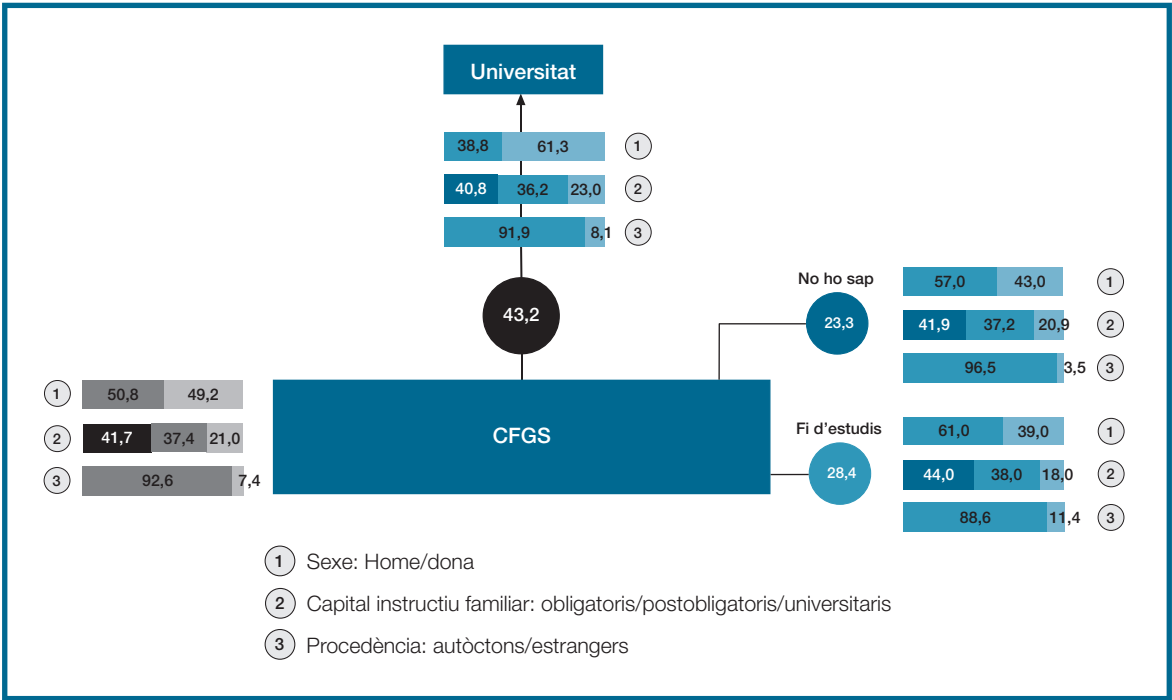 Universitat
38,8 61,3 1
40,8 36,2 23,0 2
91,9 8,1 3
43,2
No ho sap
23,3
57,0 43,0 1
41,9 37,2 20,9 2
96,5 3,5 3
1 50,8 49,2
2 41,7 37,4 21,0
3 92,6 7,4
CFGS
Fi d'estudis
28,4
61,0 39,0 1
44,0 38,0 18,0 2
88,6 11,4 3
1 Sexe: Home/dona
2 Capital instructiu familiar: obligatoris/postobligatoris/universitaris
3 Procedència: autòctons/estrangers